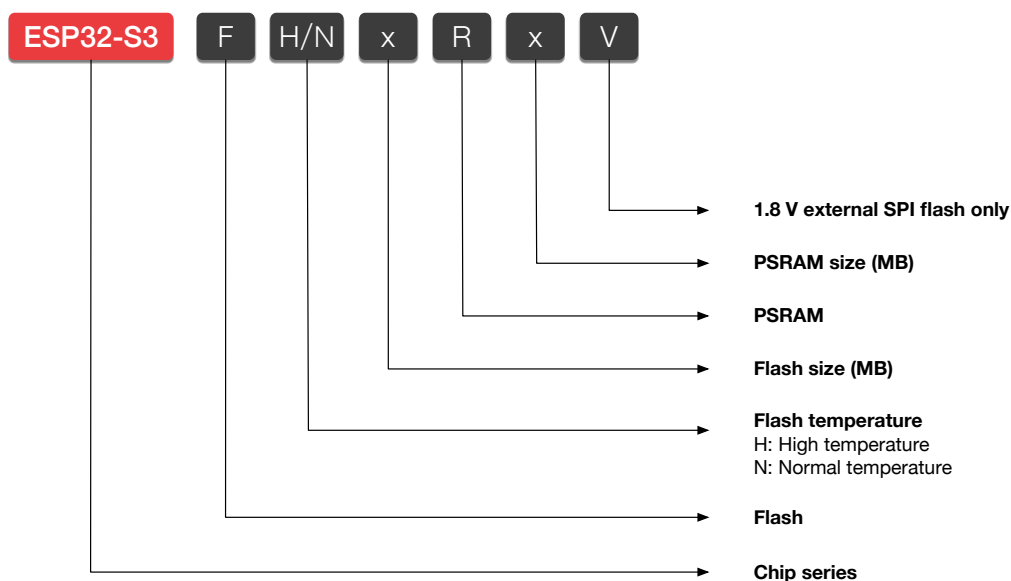 ESP32-S3 F H/N x R x V
1.8 V external SPI flash only
PSRAM size (MB)
PSRAM
Flash size (MB)
Flash temperature
H: High temperature
N: Normal temperature
Flash
Chip series